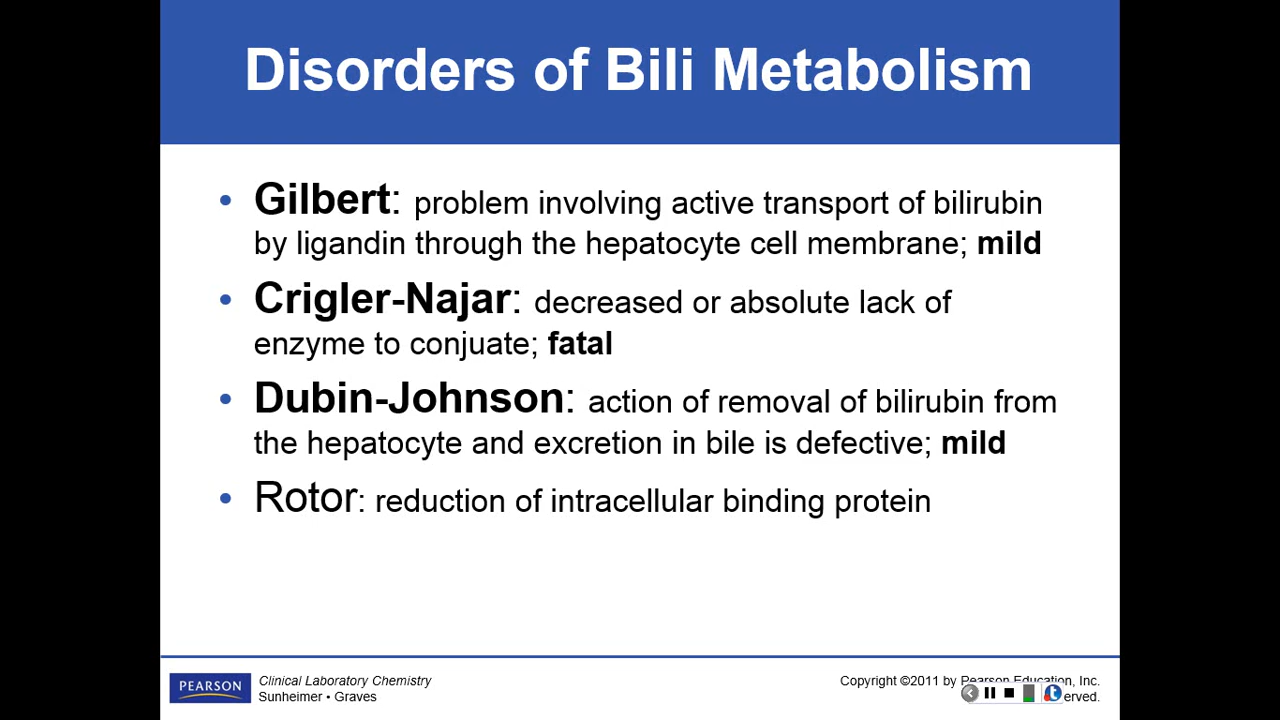 Disorders of Bili Metabolism
• Gilbert: problem involving active transport of bilirubin
by ligandin through the hepatocyte cell membrane; mild
• Crigler-Najar: decreased or absolute lack of
enzyme to conjuate; fatal
• Dubin-Johnson: action of removal of bilirubin from
the hepatocyte and excretion in bile is defective; mild
• Rotor: reduction of intracellular binding protein
PEARSON
Clinical Laboratory Chemistry
Sunheimer • Graves
Copyright ©2011 by Pearson Education, Inc.
erved.